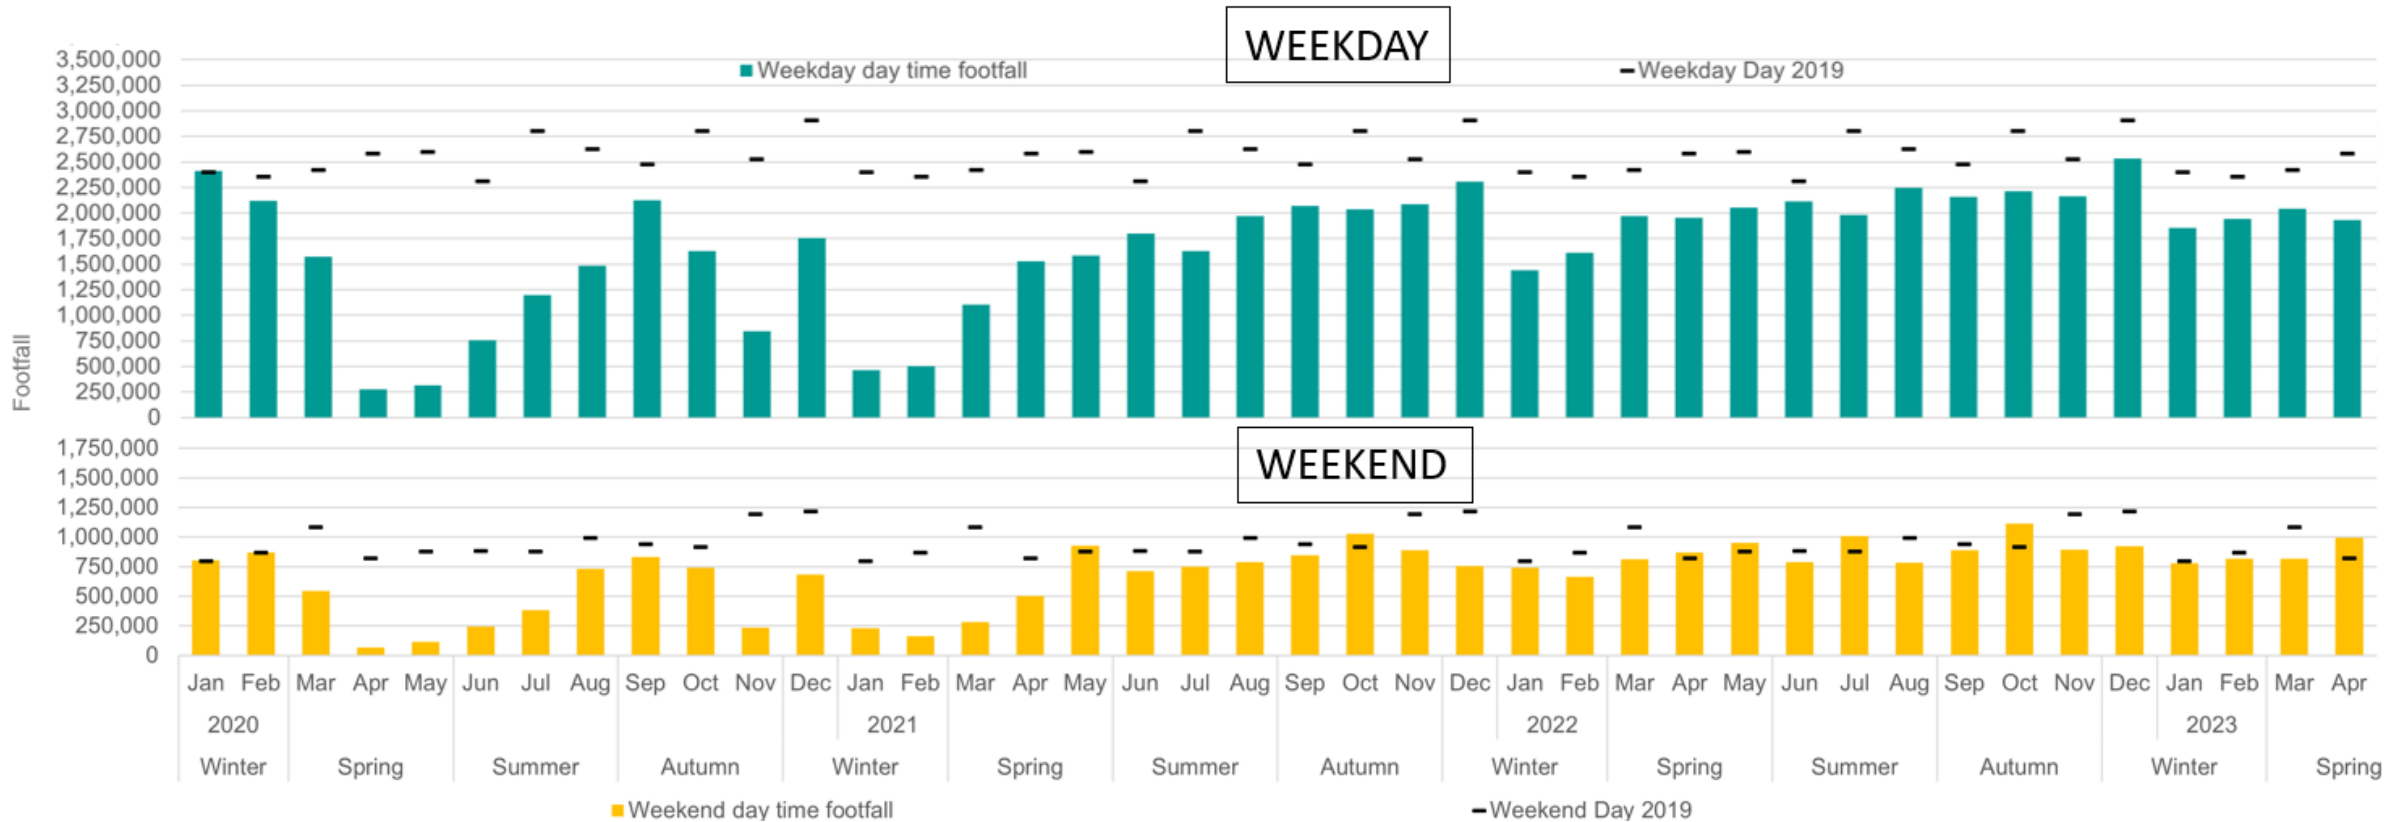 WEEKDAY
Weekday day time footfall
Weekday Day 2019
3,500,000
3,250,000
3,000,000
2,750,000
2,500,000
2,250,000
2,000,000
1,750,000
1,500,000
1,250,000
1,000,000
750,000
500,000
250,000
0
Footfall
WEEKEND
1,750,000
1,500,000
1,250,000
1,000,000
750,000
500,000
250,000
0
Jan Feb Mar Apr May Jun Jul Aug Sep Oct Nov Dec Jan Feb Mar Apr May Jun Jul Aug Sep Oct Nov Dec Jan Feb Mar Apr May Jun Jul Aug Sep Oct Nov Dec Jan Feb Mar Apr
2020 2021 2022 2023
Winter Spring Summer Autumn Winter Spring Summer Autumn Winter Spring Summer Autumn Winter Spring
Weekend day time footfall
Weekend Day 2019